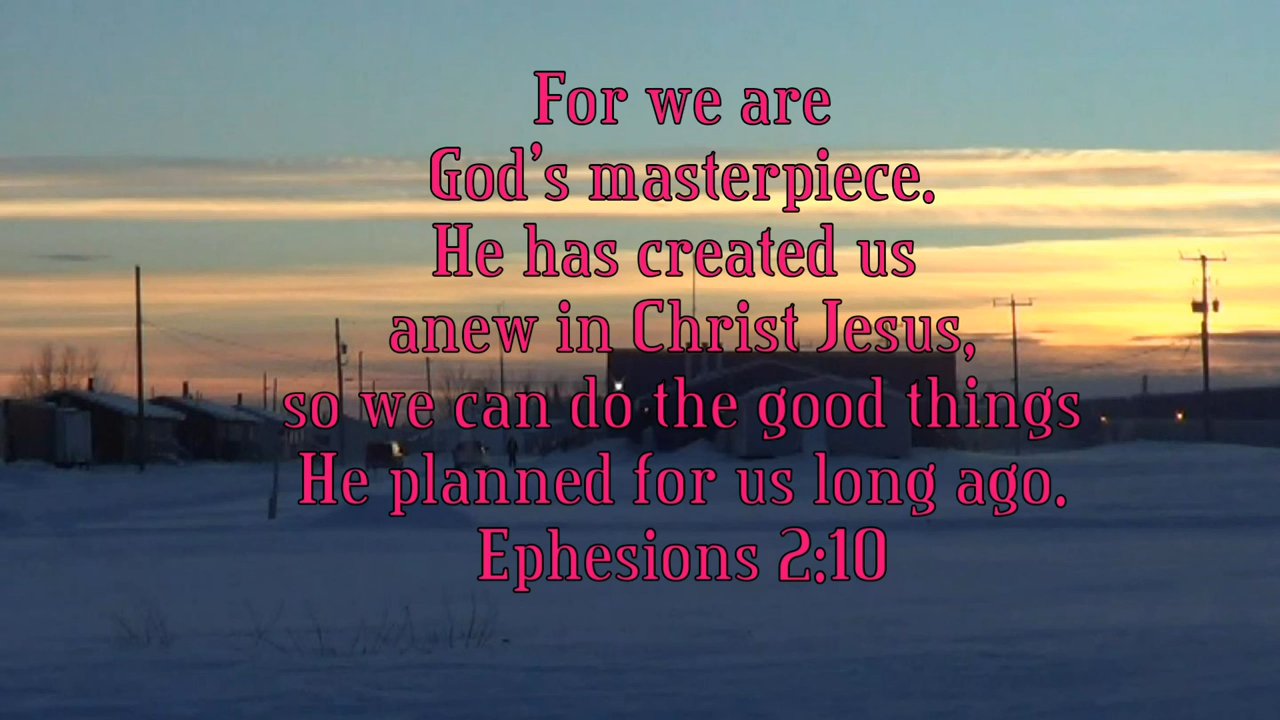 For we are
God’s masterpiece.
He has created us
anew in Christ Jesus,
so we can do the good things
He planned for us long ago.
Ephesions 2:10